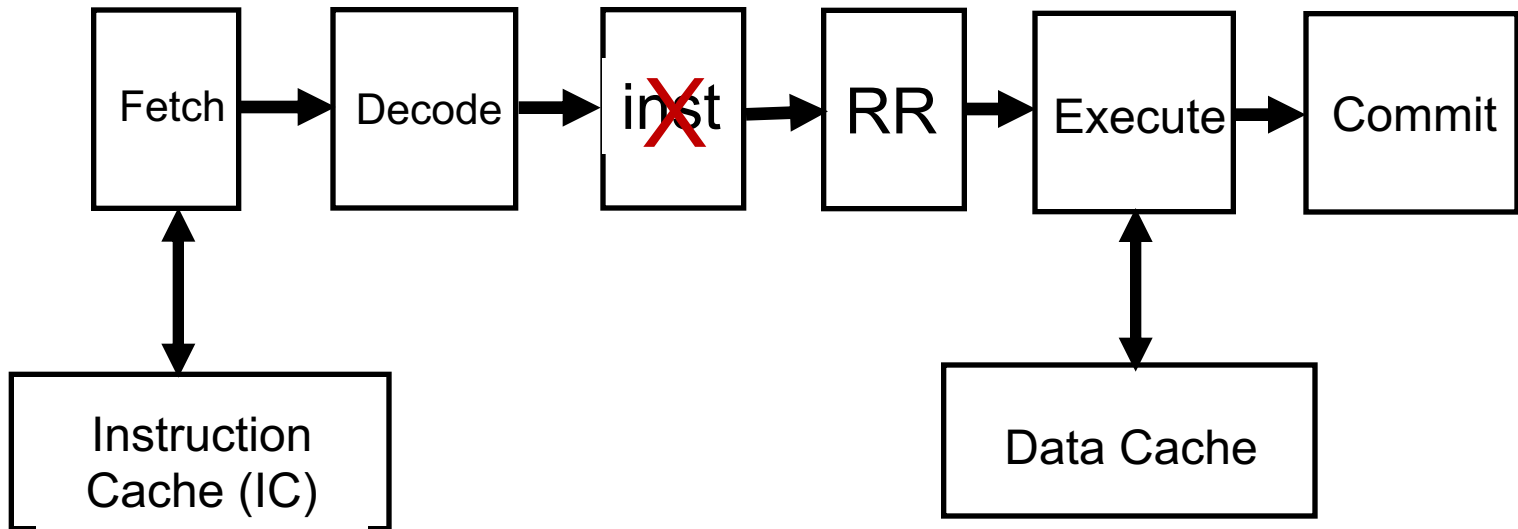 Fetch
Decode
inst
X
RR
Execute
Commit
Instruction
Cache (IC)
Data Cache